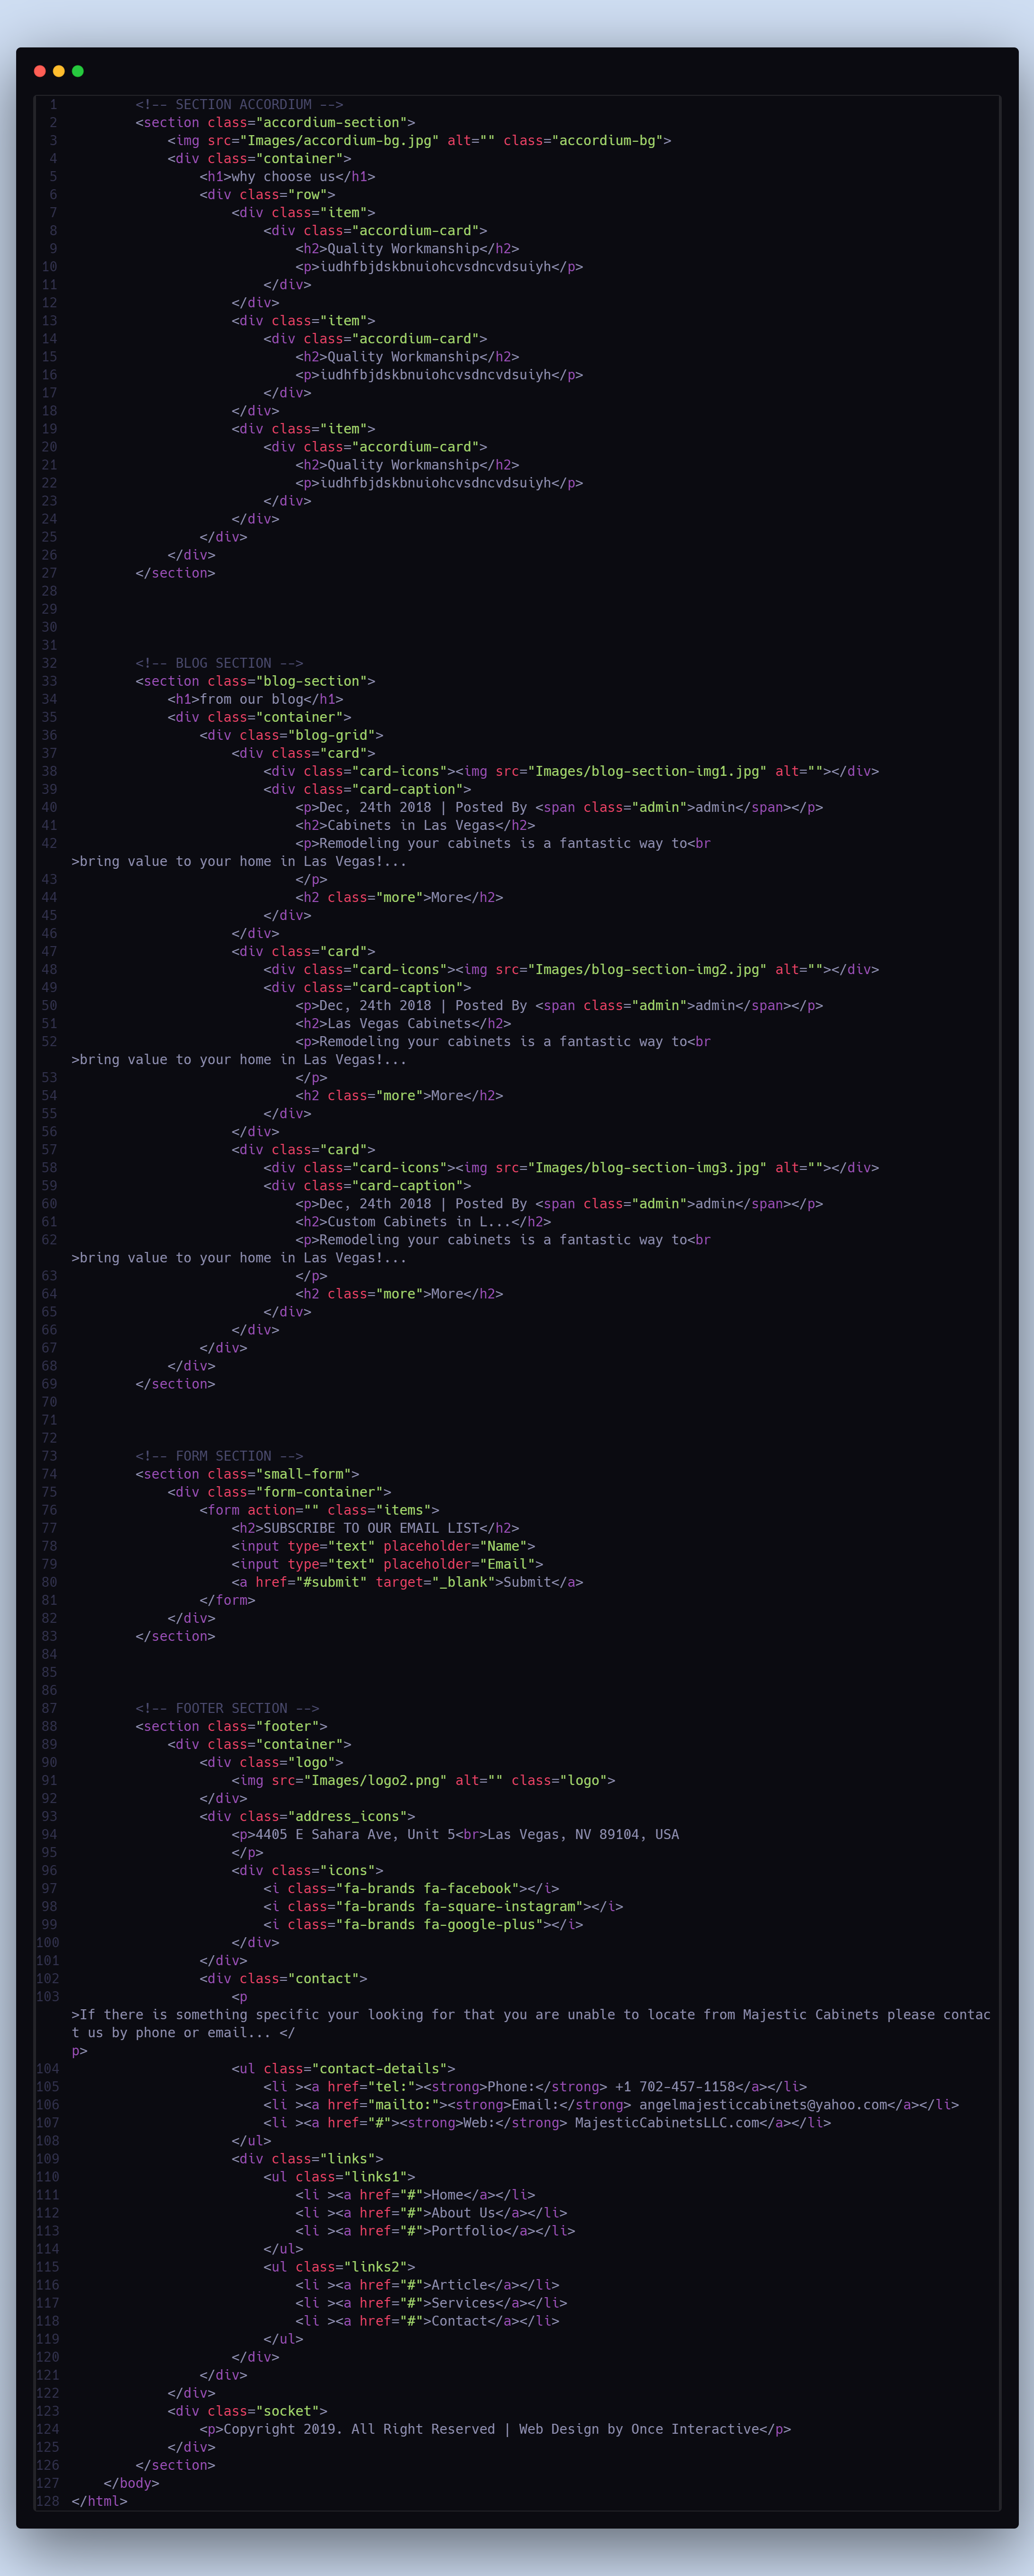 1         <!-- SECTION ACCORDIUM -->
2         <section class="accordium-section">
3             <img src="Images/accordium-bg.jpg" alt="" class="accordium-bg">
4             <div class="container">
5                 <h1>why choose us</h1>
6                 <div class="row">
7                     <div class="item">
8                         <div class="accordium-card">
9                             <h2>Quality Workmanship</h2>
10                             <p>iudhfbjdskbnuiohcvsdncvdsuiyh</p>
11                         </div>
12                     </div>
13                     <div class="item">
14                         <div class="accordium-card">
15                             <h2>Quality Workmanship</h2>
16                             <p>iudhfbjdskbnuiohcvsdncvdsuiyh</p>
17                         </div>
18                     </div>
19                     <div class="item">
20                         <div class="accordium-card">
21                             <h2>Quality Workmanship</h2>
22                             <p>iudhfbjdskbnuiohcvsdncvdsuiyh</p>
23                         </div>
24                     </div>
25                 </div>
26             </div>
27         </section>
28
29
30
31
32         <!-- BLOG SECTION -->
33         <section class="blog-section">
34             <h1>from our blog</h1>
35             <div class="container">
36                 <div class="blog-grid">
37                     <div class="card">
38                         <div class="card-icons"><img src="Images/blog-section-img1.jpg" alt=""></div>
39                         <div class="card-caption">
40                             <p>Dec, 24th 2018 | Posted By <span class="admin">admin</span></p>
41                             <h2>Cabinets in Las Vegas</h2>
42                             <p>Remodeling your cabinets is a fantastic way to<br
>bring value to your home in Las Vegas!...
43                             </p>
44                             <h2 class="more">More</h2>
45                         </div>
46                     </div>
47                     <div class="card">
48                         <div class="card-icons"><img src="Images/blog-section-img2.jpg" alt=""></div>
49                         <div class="card-caption">
50                             <p>Dec, 24th 2018 | Posted By <span class="admin">admin</span></p>
51                             <h2>Las Vegas Cabinets</h2>
52                             <p>Remodeling your cabinets is a fantastic way to<br
>bring value to your home in Las Vegas!...
53                             </p>
54                             <h2 class="more">More</h2>
55                         </div>
56                     </div>
57                     <div class="card">
58                         <div class="card-icons"><img src="Images/blog-section-img3.jpg" alt=""></div>
59                         <div class="card-caption">
60                             <p>Dec, 24th 2018 | Posted By <span class="admin">admin</span></p>
61                             <h2>Custom Cabinets in L...</h2>
62                             <p>Remodeling your cabinets is a fantastic way to<br
>bring value to your home in Las Vegas!...
63                             </p>
64                             <h2 class="more">More</h2>
65                         </div>
66                     </div>
67                 </div>
68             </div>
69         </section>
70
71
72
73         <!-- FORM SECTION -->
74         <section class="small-form">
75             <div class="form-container">
76                 <form action="" class="items">
77                     <h2>SUBSCRIBE TO OUR EMAIL LIST</h2>
78                     <input type="text" placeholder="Name">
79                     <input type="text" placeholder="Email">
80                     <a href="#submit" target="_blank">Submit</a>
81                 </form>
82             </div>
83         </section>
84
85
86
87         <!-- FOOTER SECTION -->
88         <section class="footer">
89             <div class="container">
90                 <div class="logo">
91                     <img src="Images/logo2.png" alt="" class="logo">
92                 </div>
93                 <div class="address_icons">
94                     <p>4405 E Sahara Ave, Unit 5<br>Las Vegas, NV 89104, USA
95                     </p>
96                     <div class="icons">
97                         <i class="fa-brands fa-facebook"></i>
98                         <i class="fa-brands fa-square-instagram"></i>
99                         <i class="fa-brands fa-google-plus"></i>
100                     </div>
101                 </div>
102                 <div class="contact">
103                     <p
>If there is something specific your looking for that you are unable to locate from Majestic Cabinets please contac
t us by phone or email... </
p>
104                     <ul class="contact-details">
105                         <li ><a href="tel:"><strong>Phone:</strong> +1 702-457-1158</a></li>
106                         <li ><a href="mailto:"><strong>Email:</strong> angelmajesticcabinets@yahoo.com</a></li>
107                         <li ><a href="#"><strong>Web:</strong> MajesticCabinetsLLC.com</a></li>
108                     </ul>
109                     <div class="links">
110                         <ul class="links1">
111                             <li ><a href="#">Home</a></li>
112                             <li ><a href="#">About Us</a></li>
113                             <li ><a href="#">Portfolio</a></li>
114                         </ul>
115                         <ul class="links2">
116                             <li ><a href="#">Article</a></li>
117                             <li ><a href="#">Services</a></li>
118                             <li ><a href="#">Contact</a></li>
119                         </ul>
120                     </div>
121                 </div>
122             </div>
123             <div class="socket">
124                 <p>Copyright 2019. All Right Reserved | Web Design by Once Interactive</p>
125             </div>
126         </section>
127     </body>
128 </html>